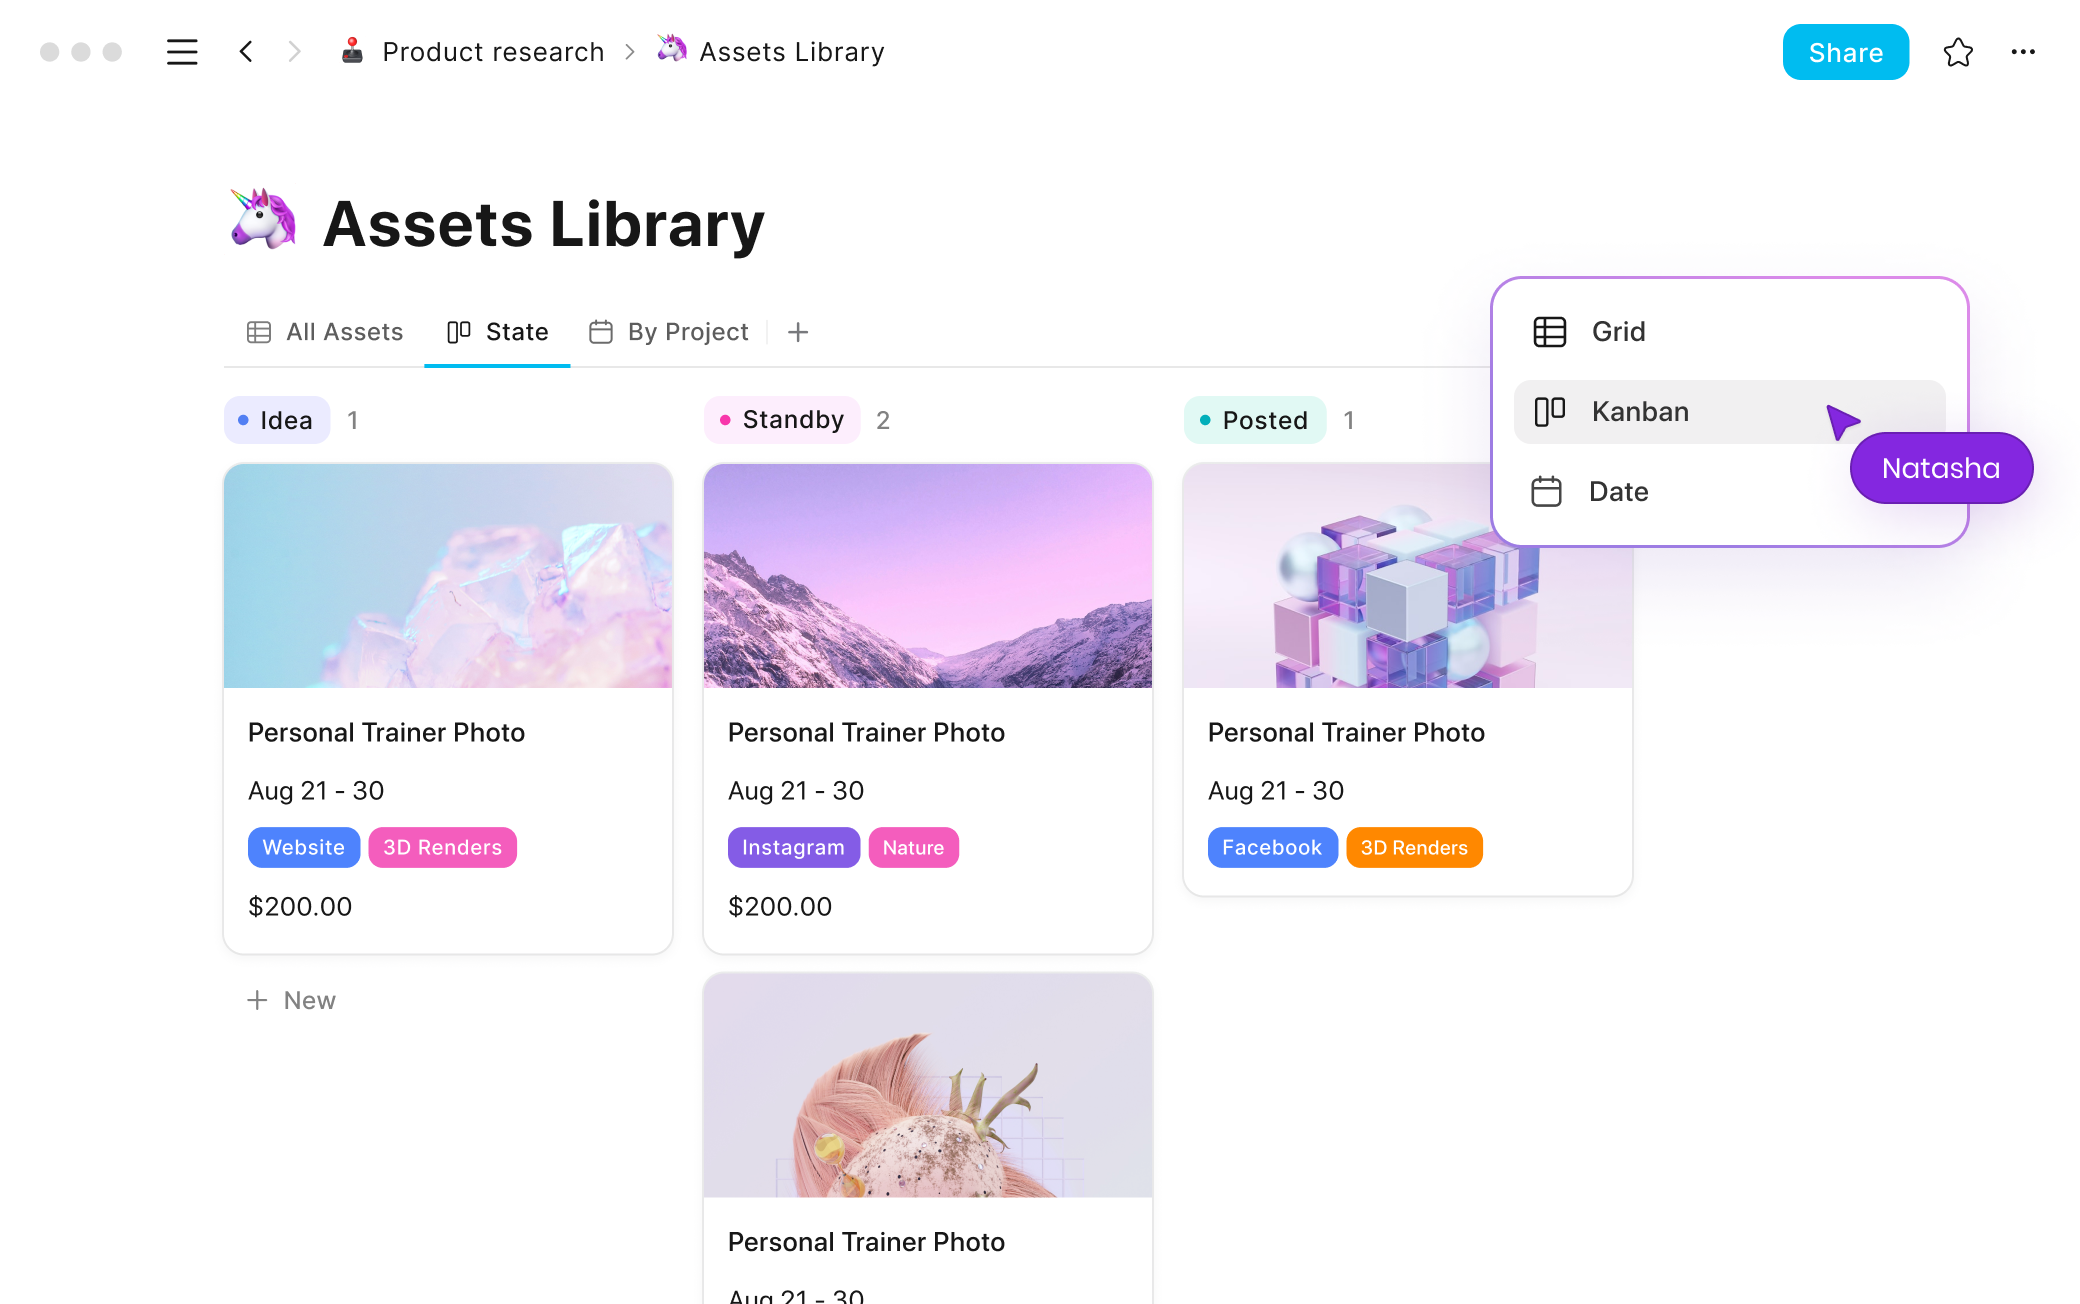 Product research > Assets Library
Share
Assets Library
All Assets
State
By Project
Grid
Kanban
Date
Natasha
Idea 1
Standby 2
Posted 1
Personal Trainer Photo
Aug 21 - 30
Website
3D Renders
$200.00
New
Personal Trainer Photo
Aug 21 - 30
Instagram
Nature
$200.00
Personal Trainer Photo
Aug 21 - 30
Personal Trainer Photo
Aug 21 - 30
Facebook
3D Renders